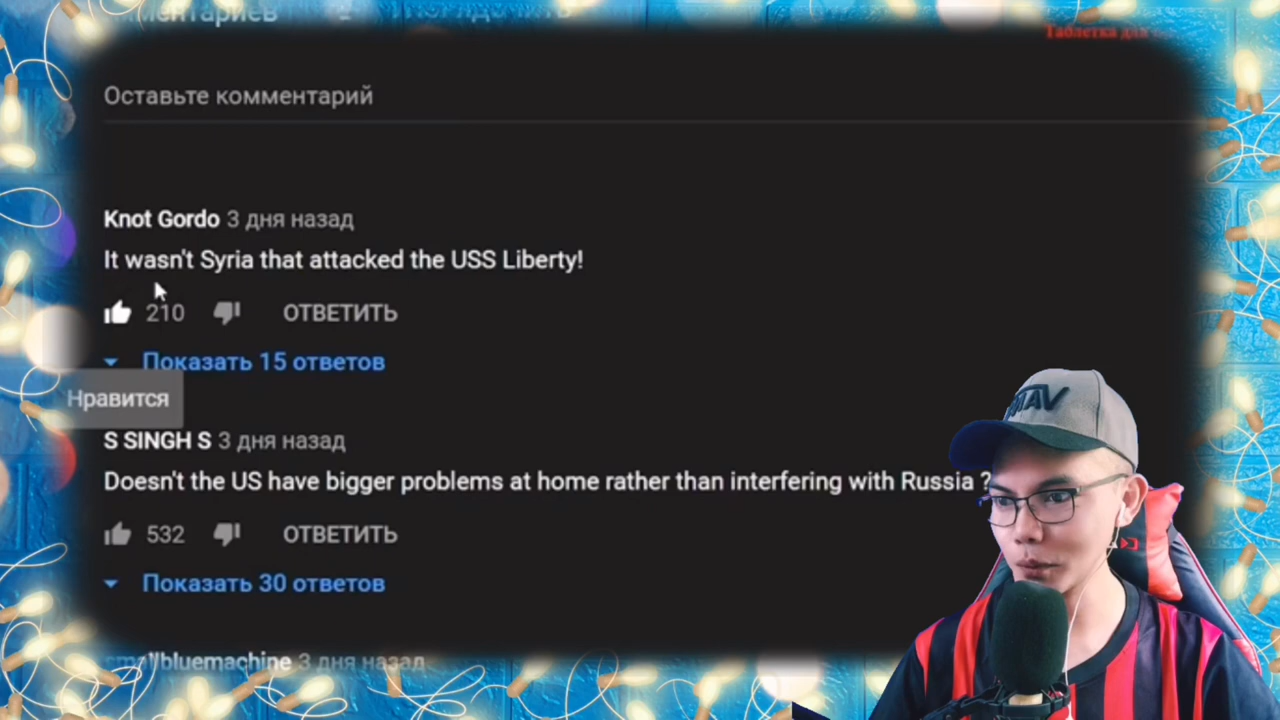 Оставьте комментарий
Knot Gordo 3 дня назад
It wasn't Syria that attacked the USS Liberty!
210 ОТВЕТИТЬ
Показать 15 ответов
Нравится
S SINGH S 3 дня назад
Doesn't the US have bigger problems at home rather than interfering with Russia ?
532 ОТВЕТИТЬ
Показать 30 ответов
smallbluemachine 3 дня назад